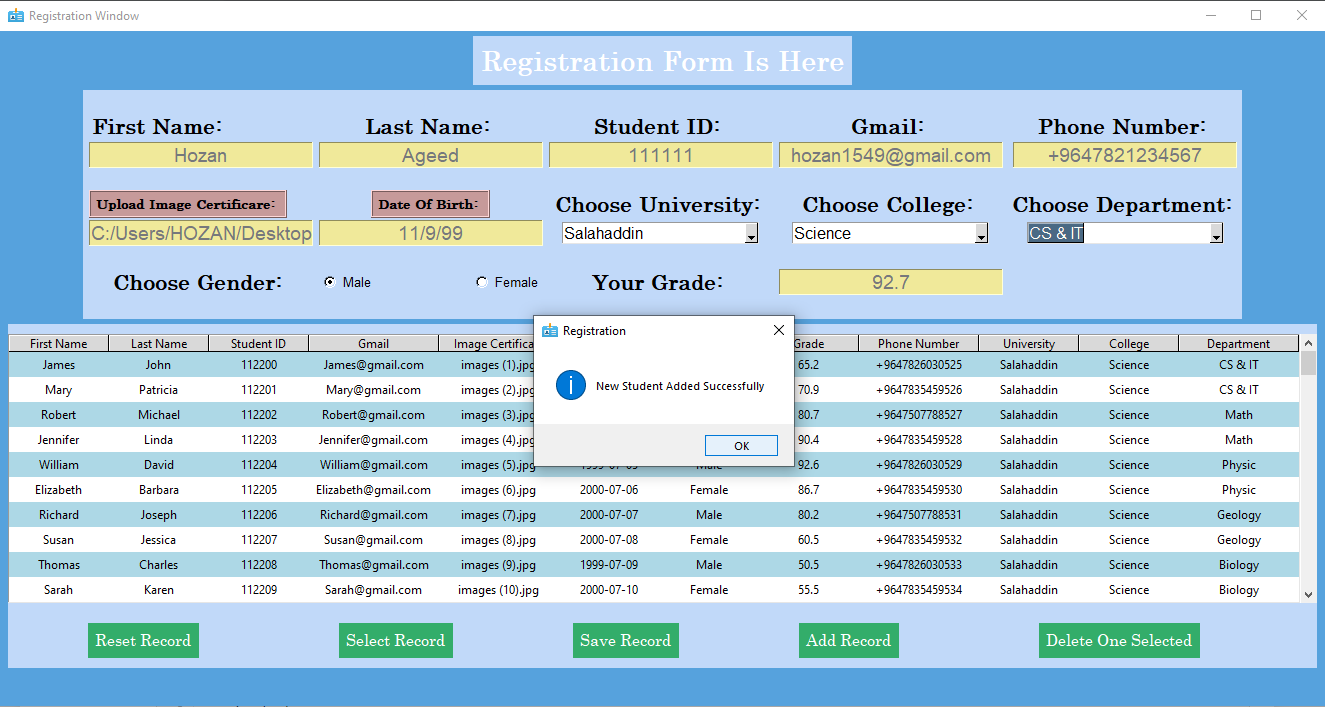 Registration Window
Registration Form Is Here
First Name: Last Name: Student ID: Gmail: Phone Number:
Hozan Ageed 111111 hozan1549@gmail.com +9647821234567
Upload Image Certificare: Date Of Birth: Choose University: Choose College: Choose Department:
C:/Users/HOZAN/Desktop 11/9/99 Salahaddin Science CS & IT
Choose Gender: Male Female Your Grade: 92.7
Registration
New Student Added Successfully
OK
First Name Last Name Student ID Gmail Image Certifica Grade Phone Number University College Department
James John 112200 James@gmail.com images (1).jpg 65.2 +9647826030525 Salahaddin Science CS & IT
Mary Patricia 112201 Mary@gmail.com images (2).jpg 70.9 +9647835459526 Salahaddin Science CS & IT
Robert Michael 112202 Robert@gmail.com images (3).jpg 80.7 +9647507788527 Salahaddin Science Math
Jennifer Linda 112203 Jennifer@gmail.com images (4).jpg 90.4 +9647835459528 Salahaddin Science Math
William David 112204 William@gmail.com images (5).jpg 92.6 +9647826030529 Salahaddin Science Physic
Elizabeth Barbara 112205 Elizabeth@gmail.com images (6).jpg 2000-07-06 Female 86.7 +9647835459530 Salahaddin Science Physic
Richard Joseph 112206 Richard@gmail.com images (7).jpg 2000-07-07 Male 80.2 +9647507788531 Salahaddin Science Geology
Susan Jessica 112207 Susan@gmail.com images (8).jpg 2000-07-08 Female 60.5 +9647835459532 Salahaddin Science Geology
Thomas Charles 112208 Thomas@gmail.com images (9).jpg 1999-07-09 Male 50.5 +9647826030533 Salahaddin Science Biology
Sarah Karen 112209 Sarah@gmail.com images (10).jpg 2000-07-10 Female 55.5 +9647835459534 Salahaddin Science Biology
Reset Record Select Record Save Record Add Record Delete One Selected